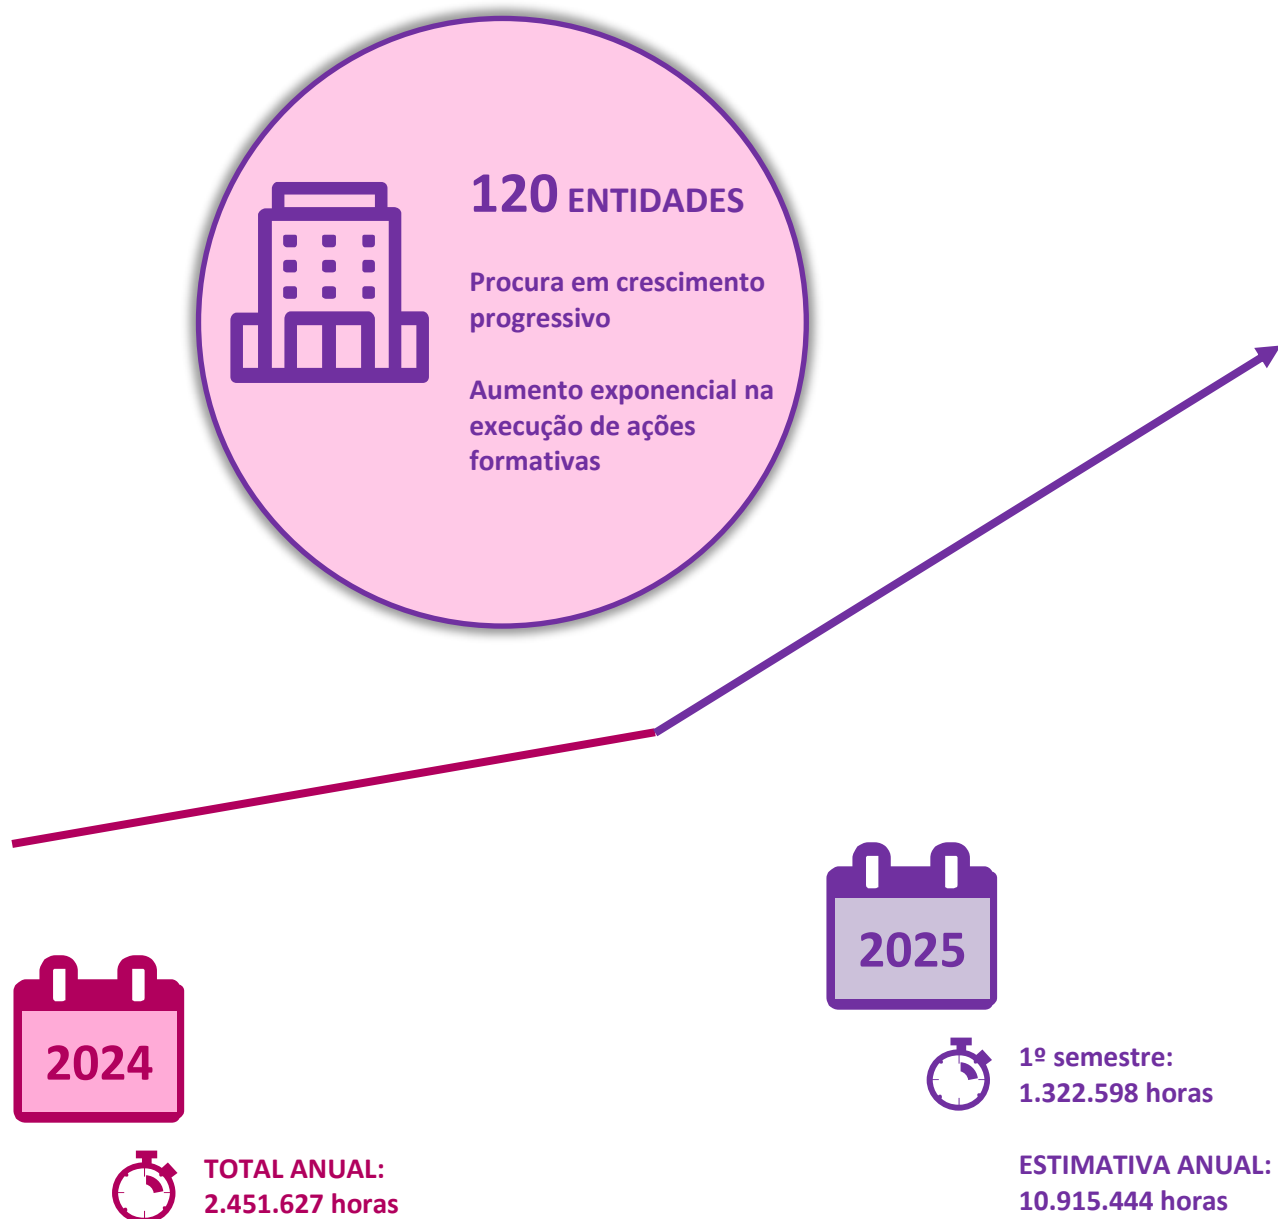 120 ENTIDADES
Procura em crescimento
progressivo
Aumento exponencial na
execução de ações
formativas
2025
1º semestre:
1.322.598 horas
ESTIMATIVA ANUAL:
10.915.444 horas
2024
TOTAL ANUAL:
2.451.627 horas